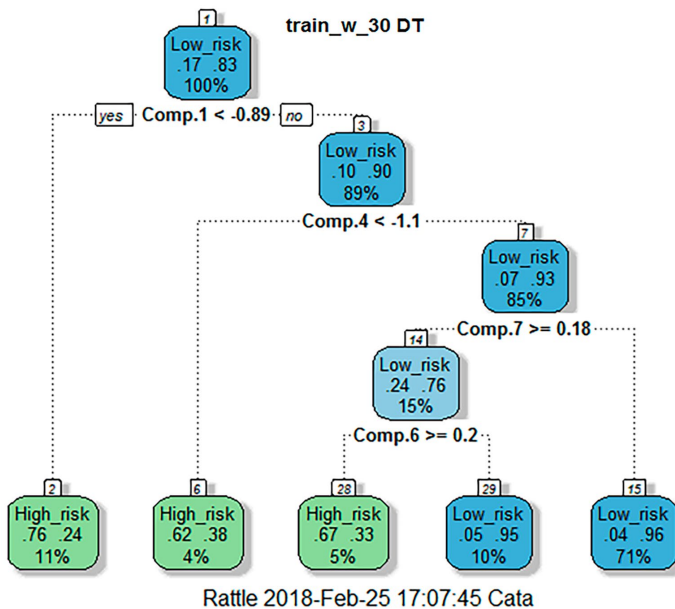 train_w_30 DT
1
Low_risk
.17 .83
100%
yes Comp.1 < -0.89 no
3
Low_risk
.10 .90
89%
Comp.4 < -1.1
7
Low_risk
.07 .93
85%
Comp.7 >= 0.18
14
Low_risk
.24 .76
15%
Comp.6 >= 0.2
2
High_risk
.76 .24
11%
6
High_risk
.62 .38
4%
28
High_risk
.67 .33
5%
29
Low_risk
.05 .95
10%
15
Low_risk
.04 .96
71%
Rattle 2018-Feb-25 17:07:45 Cata